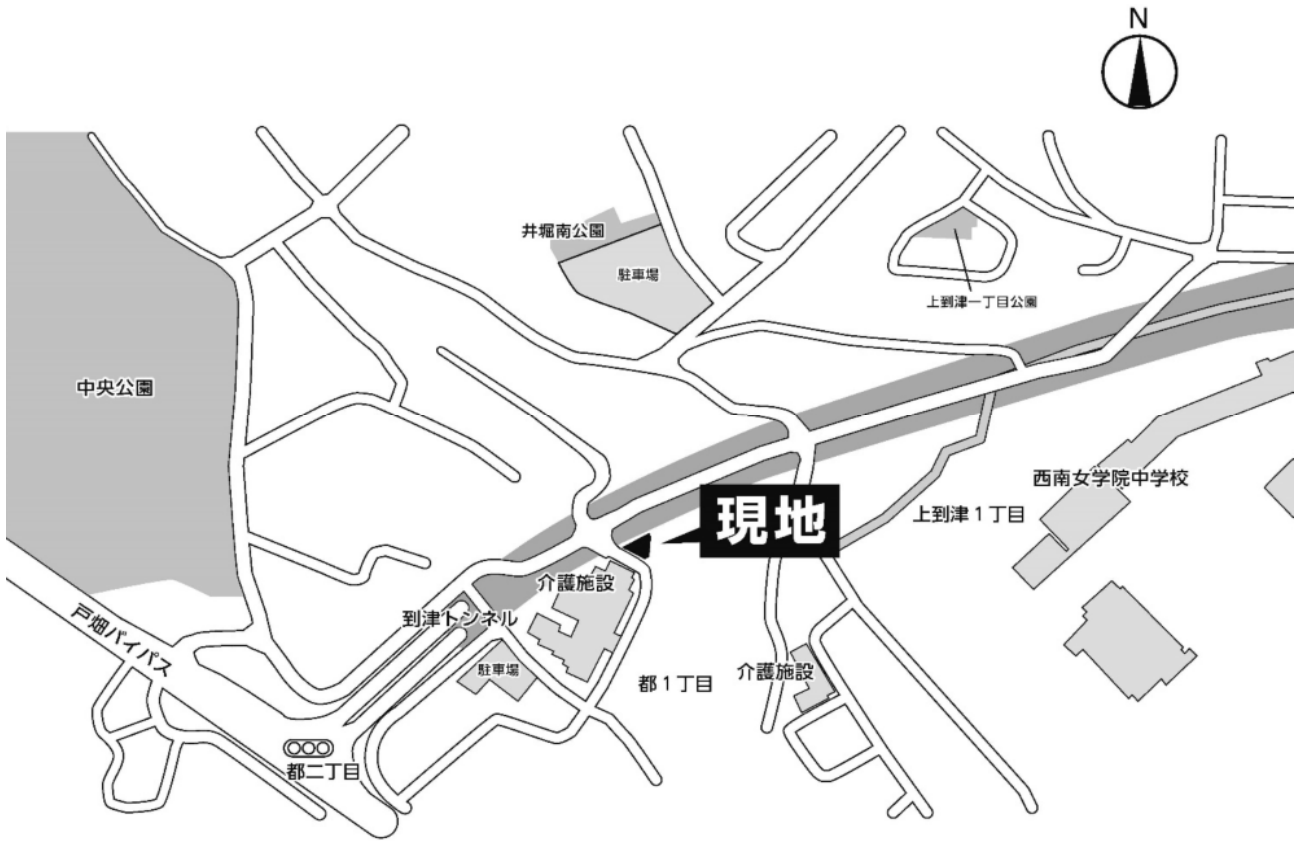 N
井堀南公園
駐車場
上到津一丁目公園
中央公園
西南女学院中学校
現地
上到津1丁目
介護施設
到津トンネル
戸畑バイパス
駐車場
都1丁目
介護施設
都二丁目